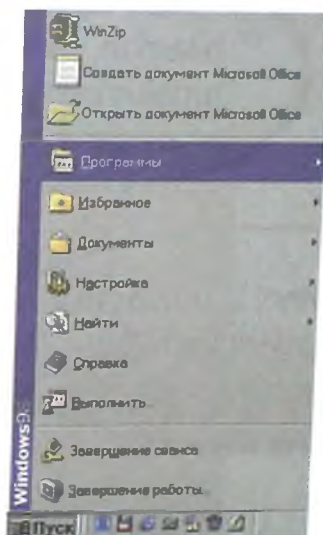 WinZip
Создать документ Microsoft Office
Открыть документ Microsoft Office
Программы
Избранное
Документы
Настройка
Найти
Справка
Выполнить...
Завершение сеанса
Завершение работы...
Windows
Пуск